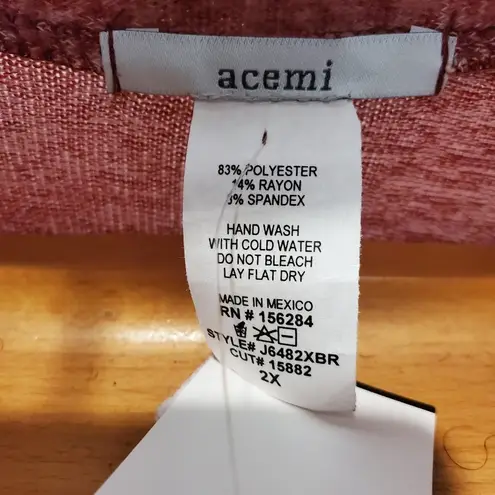 acemi
83% POLYESTER
14% RAYON
3% SPANDEX
HAND WASH
WITH COLD WATER
DO NOT BLEACH
LAY FLAT DRY
MADE IN MEXICO
RN # 156284
STYLE# J6482XBR
CUT# 15882
2X